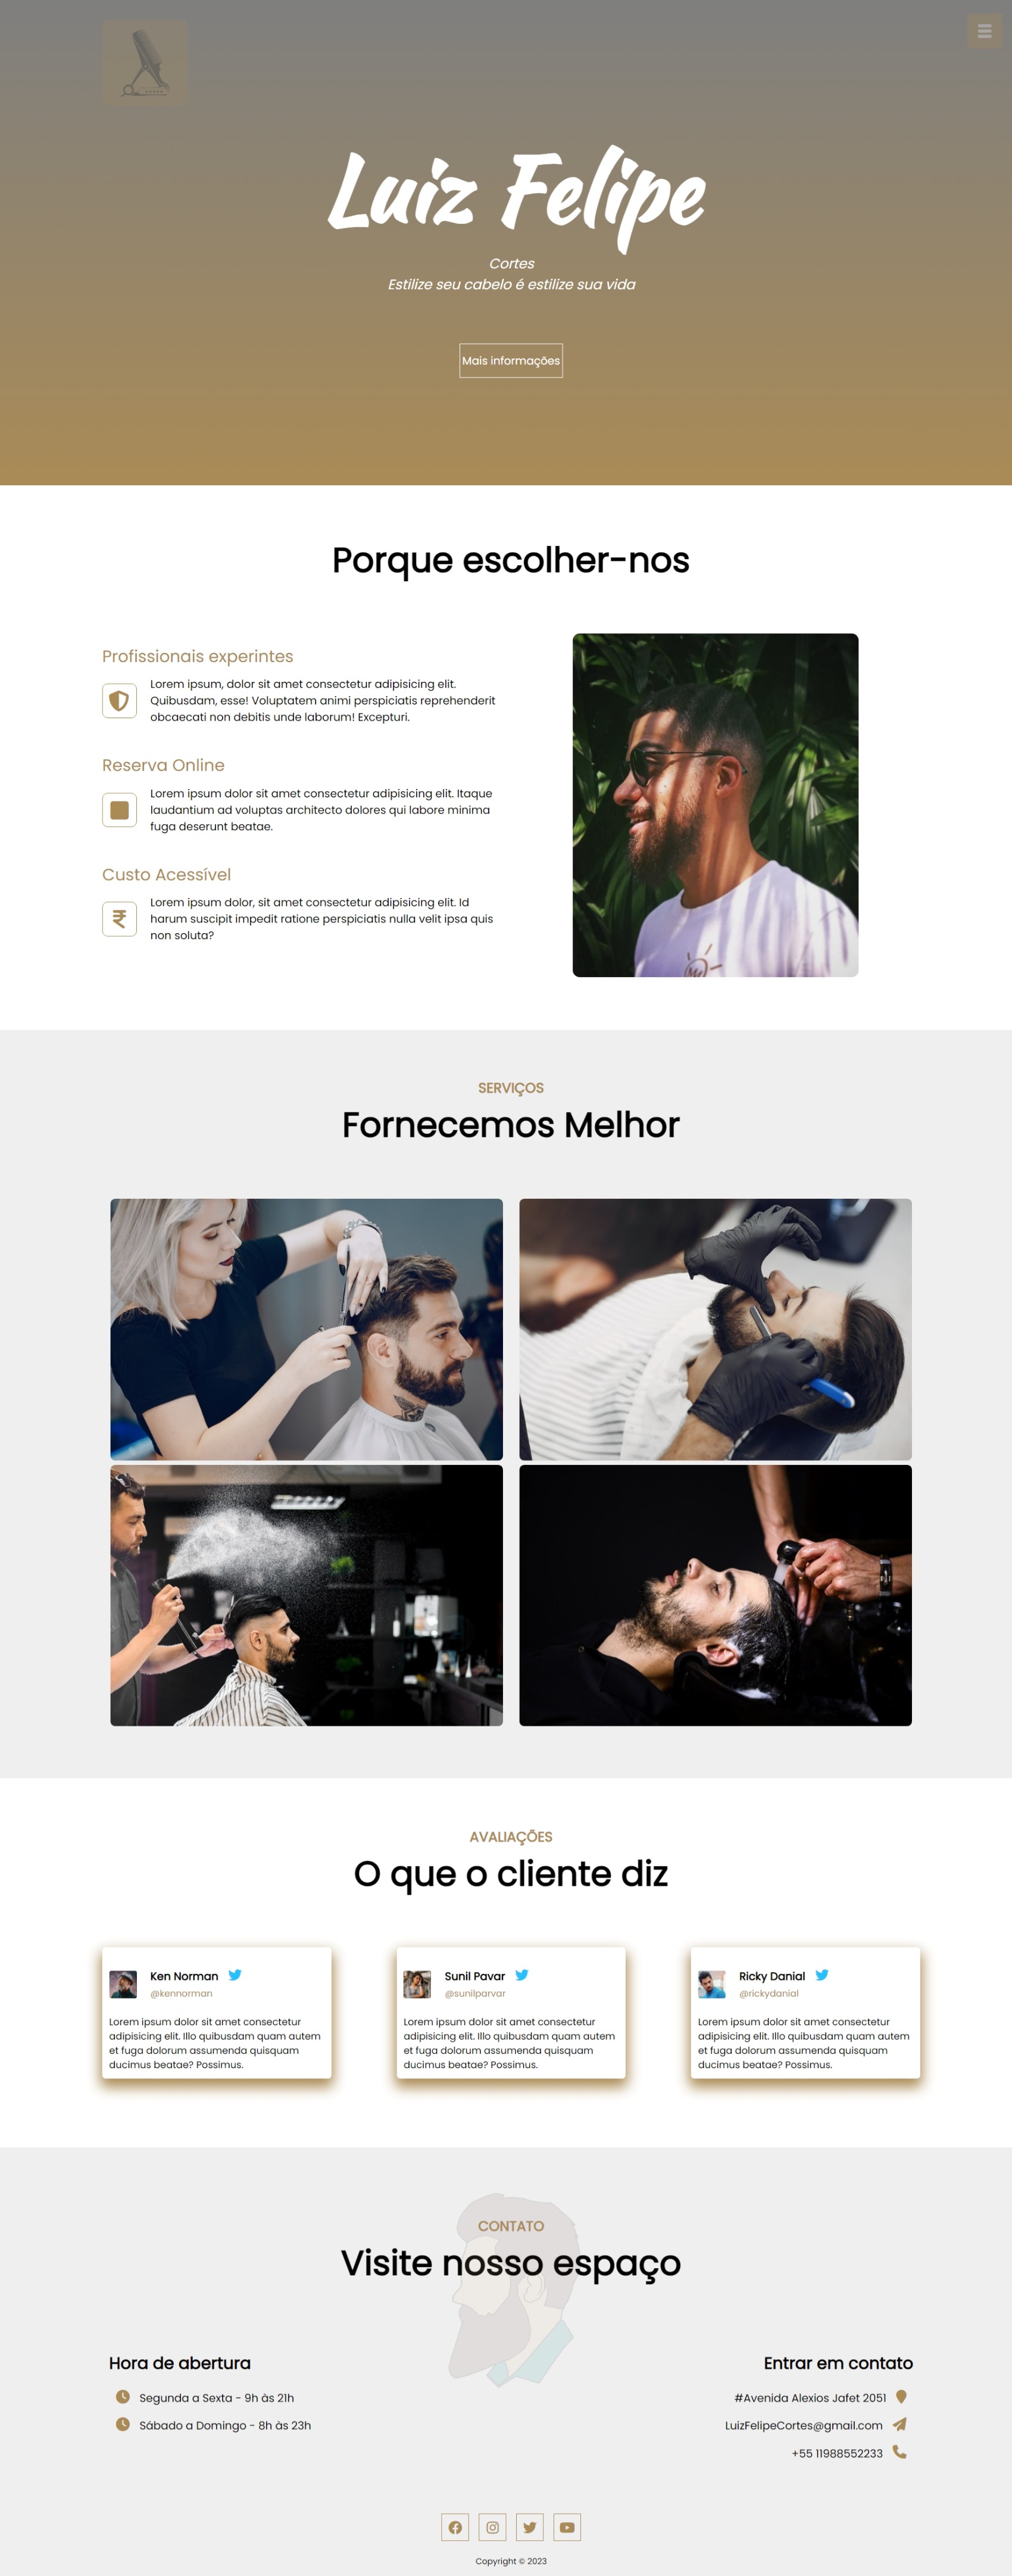 Luiz Felipe
Cortes
Estilize seu cabelo é estilize sua vida
Mais informações
Porque escolher-nos
Profissionais experintes
Lorem ipsum, dolor sit amet consectetur adipisicing elit.
Quibusdam, esse! Voluptatem animi perspiciatis reprehenderit
obcaecati non debitis unde laborum! Excepturi.
Reserva Online
Lorem ipsum dolor sit amet consectetur adipisicing elit. Itaque
laudantium ad voluptas architecto dolores qui labore minima
fuga deserunt beatae.
Custo Acessível
Lorem ipsum dolor, sit amet consectetur adipisicing elit. Id
harum suscipit impedit ratione perspiciatis nulla velit ipsa quis
non soluta?
SERVIÇOS
Fornecemos Melhor
AVALIAÇÕES
O que o cliente diz
Ken Norman
@kennorman
Lorem ipsum dolor sit amet consectetur
adipisicing elit. Illo quibusdam quam autem
et fuga dolorum assumenda quisquam
ducimus beatae? Possimus.
Sunil Pavar
@sunilparvar
Lorem ipsum dolor sit amet consectetur
adipisicing elit. Illo quibusdam quam autem
et fuga dolorum assumenda quisquam
ducimus beatae? Possimus.
Ricky Danial
@rickydanial
Lorem ipsum dolor sit amet consectetur
adipisicing elit. Illo quibusdam quam autem
et fuga dolorum assumenda quisquam
ducimus beatae? Possimus.
CONTATO
Visite nosso espaço
Hora de abertura
Segunda a Sexta - 9h às 21h
Sábado a Domingo - 8h às 23h
Entrar em contato
#Avenida Alexios Jafet 2051
LuizFelipeCortes@gmail.com
+55 11988552233
Copyright © 2023